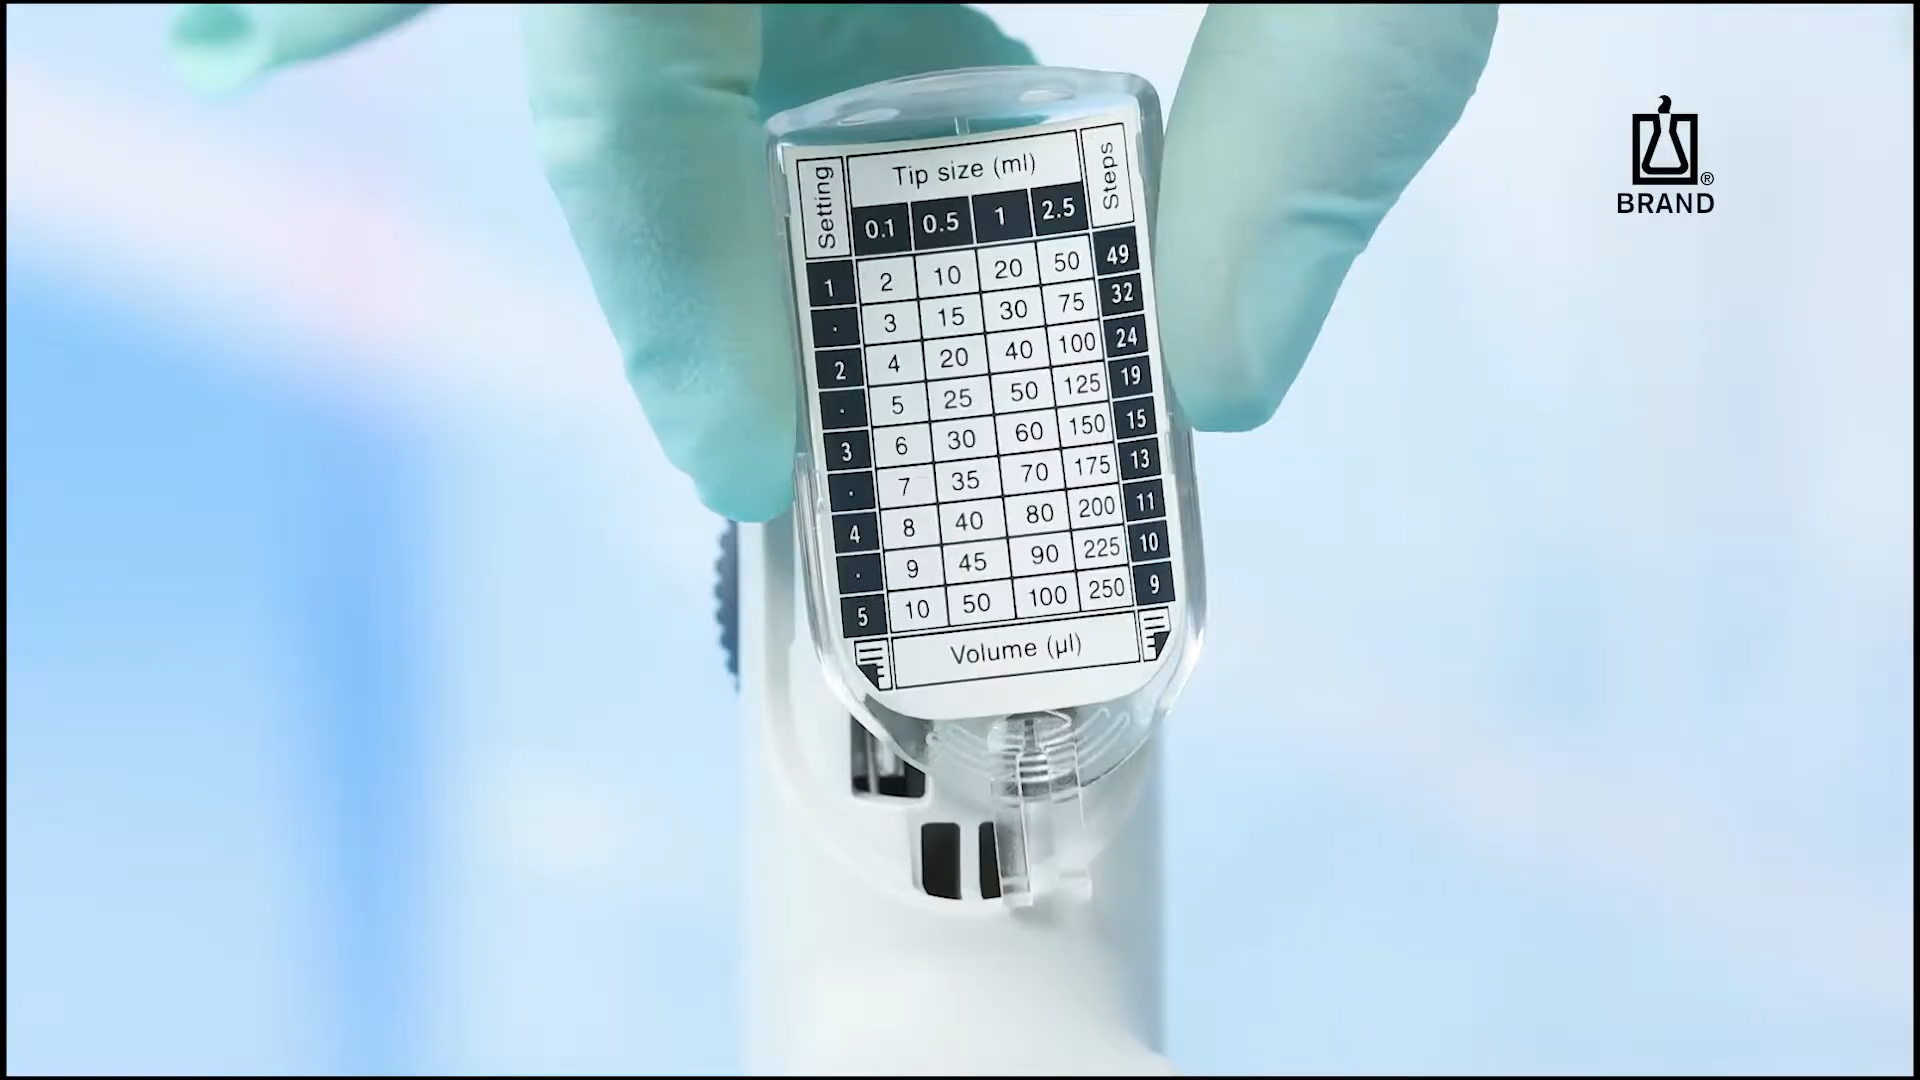 Setting Tip size (ml) Steps
0.1 0.5 1 2.5
1 2 10 20 50 49
. 3 15 30 75 32
2 4 20 40 100 24
. 5 25 50 125 19
3 6 30 60 150 15
. 7 35 70 175 13
4 8 40 80 200 11
. 9 45 90 225 10
5 10 50 100 250 9
Volume (µl)
®
BRAND